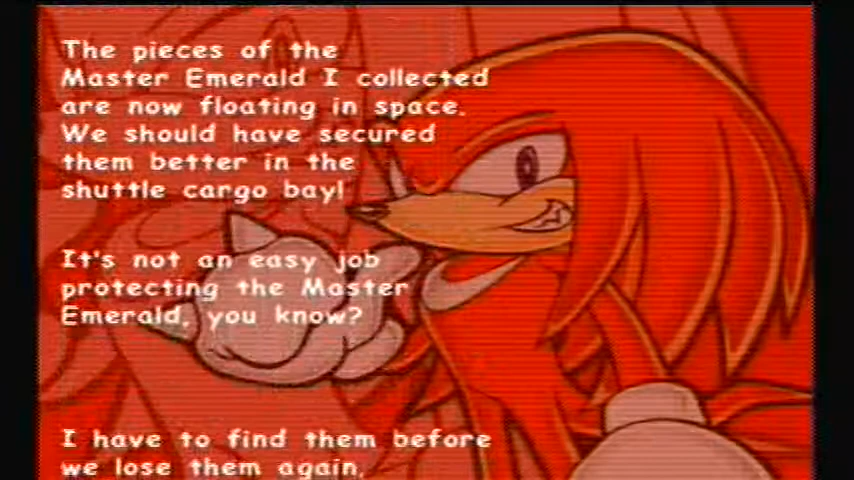 The pieces of the
Master Emerald I collected
are now floating in space.
We should have secured
them better in the
shuttle cargo bay!
It's not an easy job
protecting the Master
Emerald, you know?
I have to find them before
we lose them again.